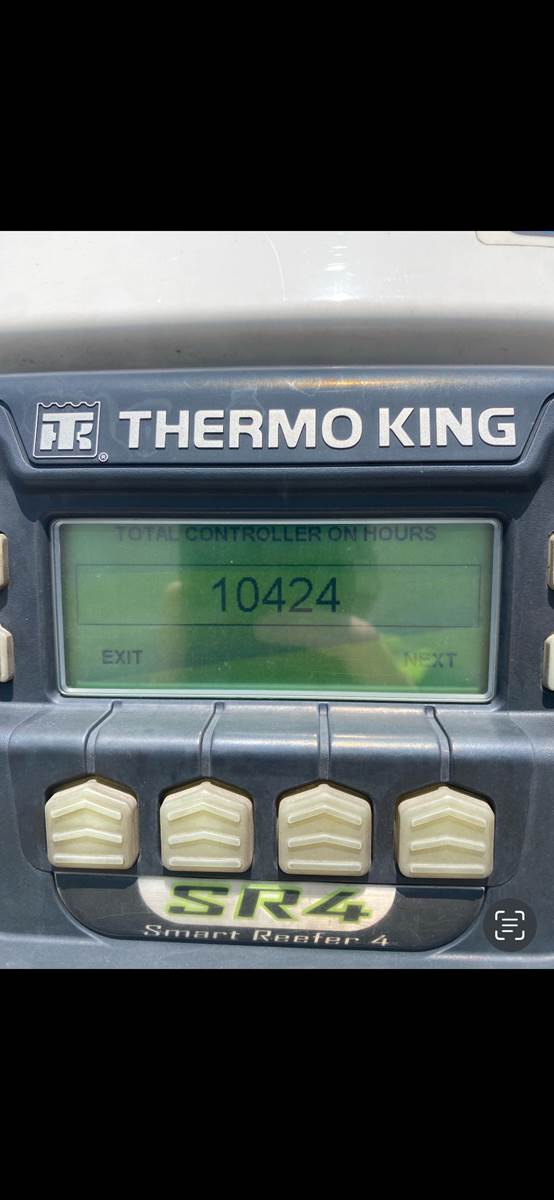 THERMO KING
TOTAL CONTROLLER ON HOURS
10424
EXIT NEXT
SR4
Smart Reefer 4